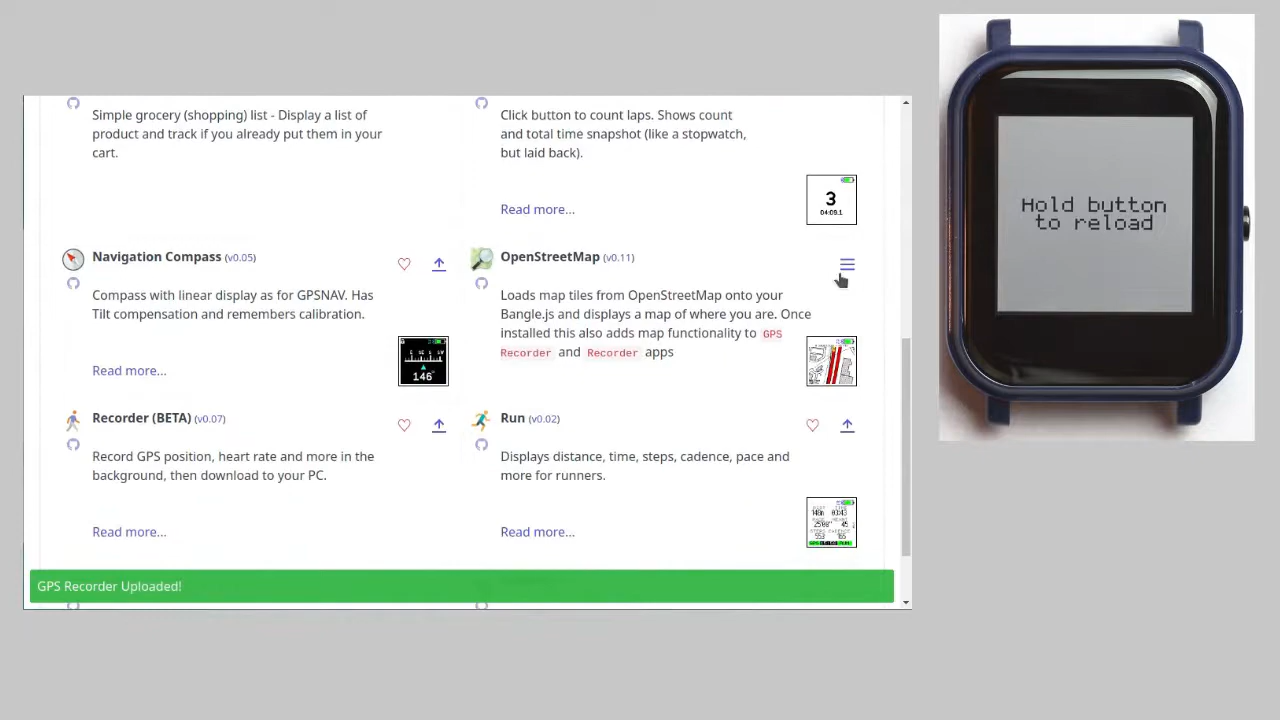 Simple grocery (shopping) list - Display a list of
product and track if you already put them in your
cart.
Click button to count laps. Shows count
and total time snapshot (like a stopwatch,
but laid back).
3
04:09.1
Read more...
Navigation Compass (v0.05)
Compass with linear display as for GPSNAV. Has
Tilt compensation and remembers calibration.
146
Read more...
OpenStreetMap (v0.11)
Loads map tiles from OpenStreetMap onto your
Bangle.js and displays a map of where you are. Once
installed this also adds map functionality to GPS
Recorder and Recorder apps
Recorder (BETA) (v0.07)
Record GPS position, heart rate and more in the
background, then download to your PC.
Read more...
Run (v0.02)
Displays distance, time, steps, cadence, pace and
more for runners.
Read more...
GPS Recorder Uploaded!
Hold button
to reload